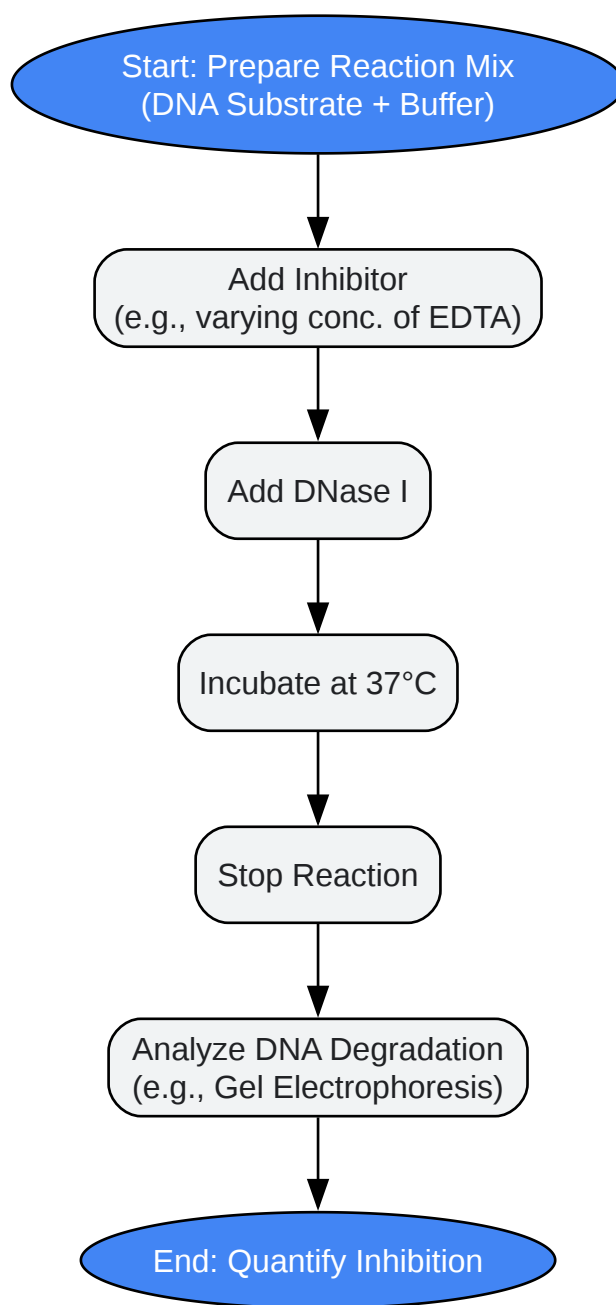 Start: Prepare Reaction Mix
(DNA Substrate + Buffer)
Add Inhibitor
(e.g., varying conc. of EDTA)
Add DNase I
Incubate at 37°C
Stop Reaction
Analyze DNA Degradation
(e.g., Gel Electrophoresis)
End: Quantify Inhibition